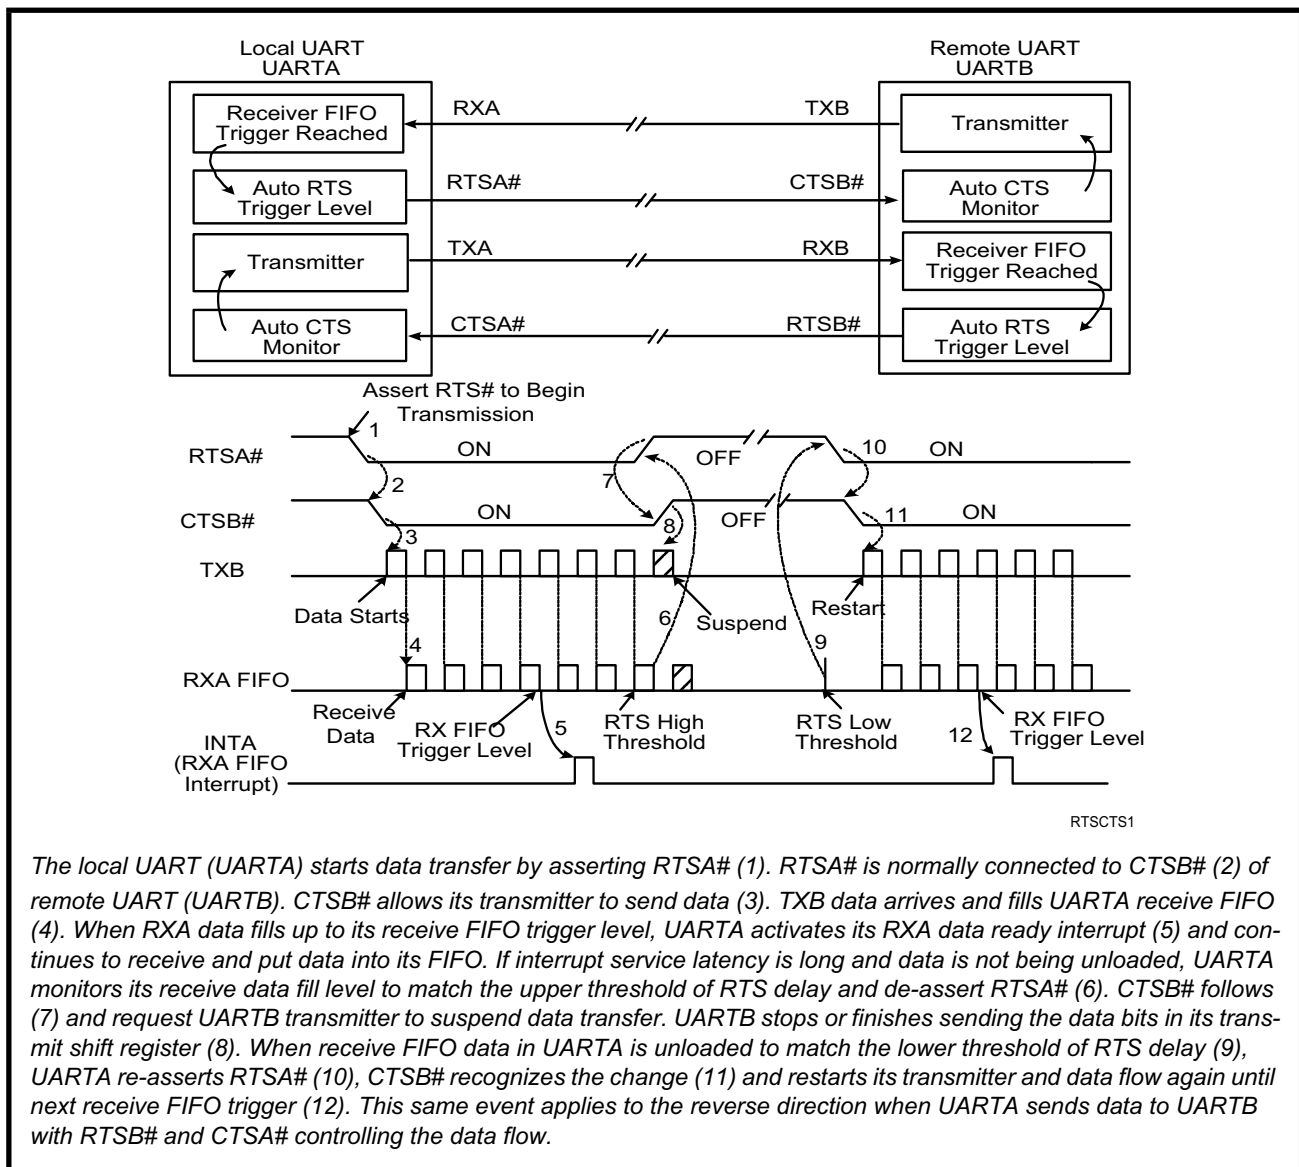 Local UART
UARTA
Remote UART
UARTB
Receiver FIFO
Trigger Reached
RXA
TXB
Transmitter
Auto RTS
Trigger Level
RTSA#
CTSB#
Auto CTS
Monitor
Transmitter
TXA
RXB
Receiver FIFO
Trigger Reached
Auto CTS
Monitor
CTSA#
RTSB#
Auto RTS
Trigger Level
Assert RTS# to Begin
Transmission
RTSA#
1
ON
OFF
10
ON
2
7
CTSB#
ON
OFF
11
ON
3
8
TXB
Data Starts
6
Suspend
Restart
4
9
RXA FIFO
Receive
Data
RX FIFO
Trigger Level
5
RTS High
Threshold
RTS Low
Threshold
12
RX FIFO
Trigger Level
INTA
(RXA FIFO
Interrupt)
RTSCTS1
The local UART (UARTA) starts data transfer by asserting RTSA# (1). RTSA# is normally connected to CTSB# (2) of
remote UART (UARTB). CTSB# allows its transmitter to send data (3). TXB data arrives and fills UARTA receive FIFO
(4). When RXA data fills up to its receive FIFO trigger level, UARTA activates its RXA data ready interrupt (5) and con-
tinues to receive and put data into its FIFO. If interrupt service latency is long and data is not being unloaded, UARTA
monitors its receive data fill level to match the upper threshold of RTS delay and de-assert RTSA# (6). CTSB# follows
(7) and request UARTB transmitter to suspend data transfer. UARTB stops or finishes sending the data bits in its trans-
mit shift register (8). When receive FIFO data in UARTA is unloaded to match the lower threshold of RTS delay (9),
UARTA re-asserts RTSA# (10), CTSB# recognizes the change (11) and restarts its transmitter and data flow again until
next receive FIFO trigger (12). This same event applies to the reverse direction when UARTA sends data to UARTB
with RTSB# and CTSA# controlling the data flow.